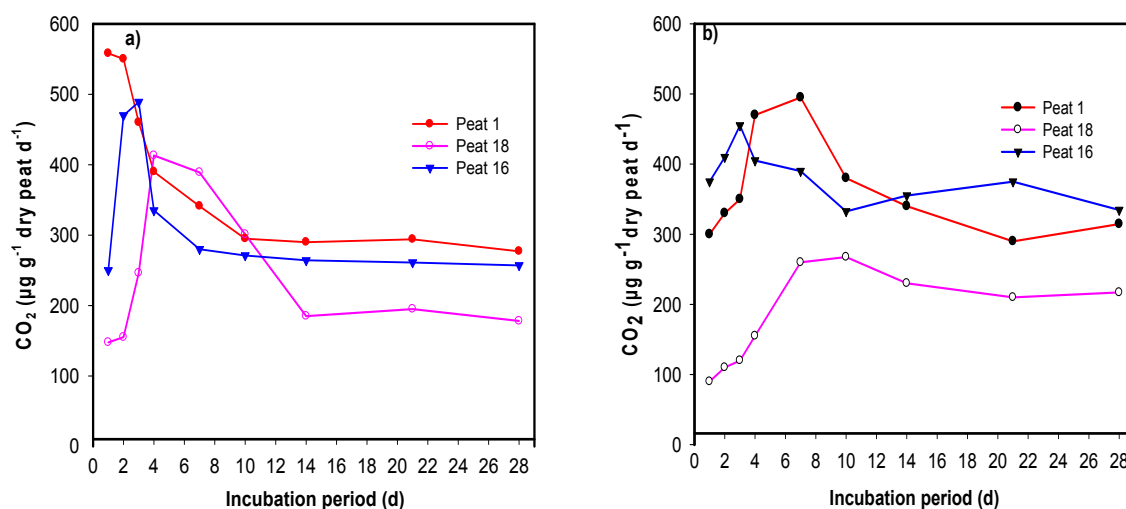 a)
600
500
400
300
200
100
0
CO₂ (µg g⁻¹ dry peat d⁻¹)
Peat 1
Peat 18
Peat 16
0 2 4 6 8 10 12 14 16 18 20 22 24 26 28
Incubation period (d)
b)
600
500
400
300
200
100
0
CO₂ (µg g⁻¹ dry peat d⁻¹)
Peat 1
Peat 18
Peat 16
0 2 4 6 8 10 12 14 16 18 20 22 24 26 28
Incubation period (d)